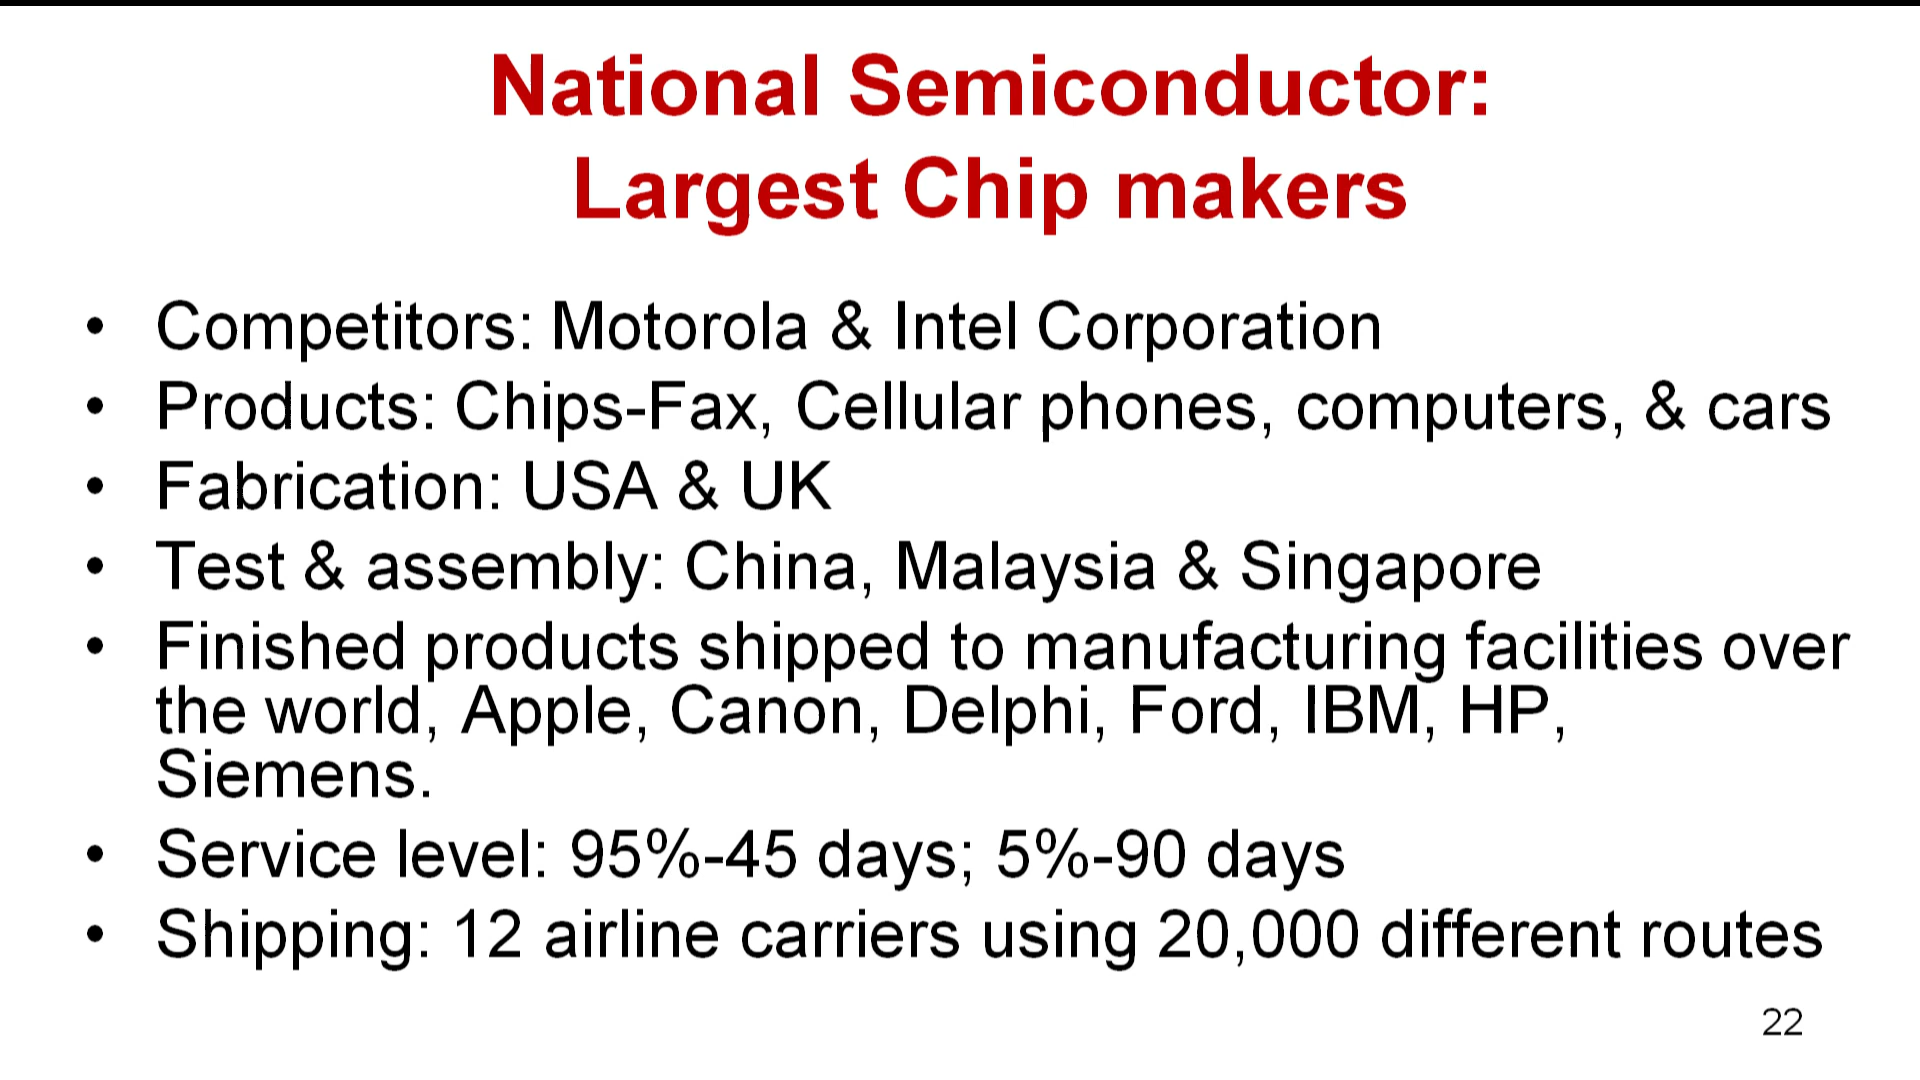 National Semiconductor:
Largest Chip makers
• Competitors: Motorola & Intel Corporation
• Products: Chips-Fax, Cellular phones, computers, & cars
• Fabrication: USA & UK
• Test & assembly: China, Malaysia & Singapore
• Finished products shipped to manufacturing facilities over
the world, Apple, Canon, Delphi, Ford, IBM, HP,
Siemens.
• Service level: 95%-45 days; 5%-90 days
• Shipping: 12 airline carriers using 20,000 different routes
22